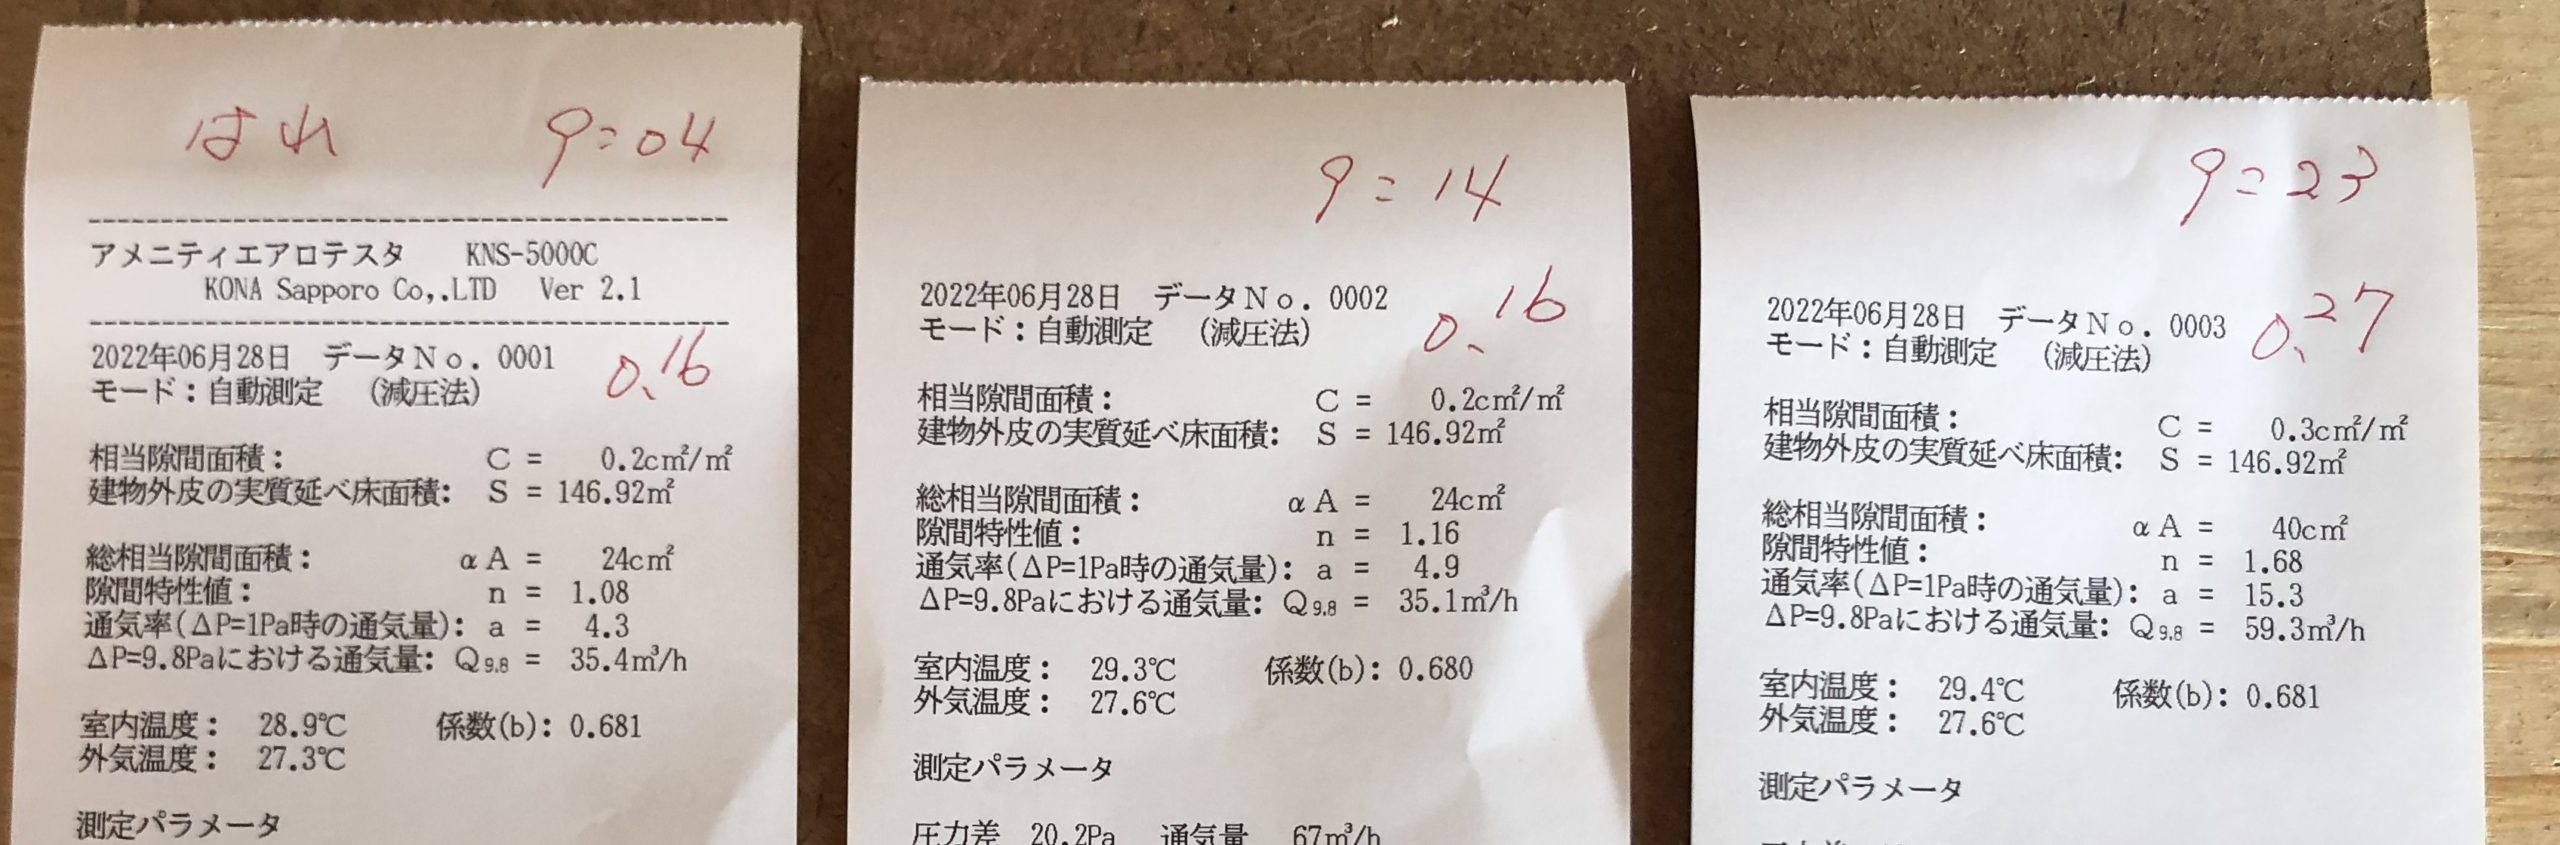 はれ 9=04
アメニティエアロテスタ KNS-5000C
KONA Sapporo Co,.LTD Ver 2.1
2022年06月28日 データNo. 0001
0.16
モード:自動測定 (減圧法)
相当隙間面積: C = 0.2cm²/m²
建物外皮の実質延べ床面積: S = 146.92m²
総相当隙間面積: αA = 24cm²
隙間特性値: n = 1.08
通気率(ΔP=1Pa時の通気量): a = 4.3
ΔP=9.8Paにおける通気量: Q9.8 = 35.4m³/h
室内温度: 28.9℃ 係数(b): 0.681
外気温度: 27.3℃
測定パラメータ
9=14
2022年06月28日 データNo. 0002
0.16
モード:自動測定 (減圧法)
相当隙間面積: C = 0.2cm²/m²
建物外皮の実質延べ床面積: S = 146.92m²
総相当隙間面積: αA = 24cm²
隙間特性値: n = 1.16
通気率(ΔP=1Pa時の通気量): a = 4.9
ΔP=9.8Paにおける通気量: Q9.8 = 35.1m³/h
室内温度: 29.3℃ 係数(b): 0.680
外気温度: 27.6℃
測定パラメータ
圧力差 20.2Pa 通気量 67m³/h
9=23
2022年06月28日 データNo. 0003
0.27
モード:自動測定 (減圧法)
相当隙間面積: C = 0.3cm²/m²
建物外皮の実質延べ床面積: S = 146.92m²
総相当隙間面積: αA = 40cm²
隙間特性値: n = 1.68
通気率(ΔP=1Pa時の通気量): a = 15.3
ΔP=9.8Paにおける通気量: Q9.8 = 59.3m³/h
室内温度: 29.4℃ 係数(b): 0.681
外気温度: 27.6℃
測定パラメータ